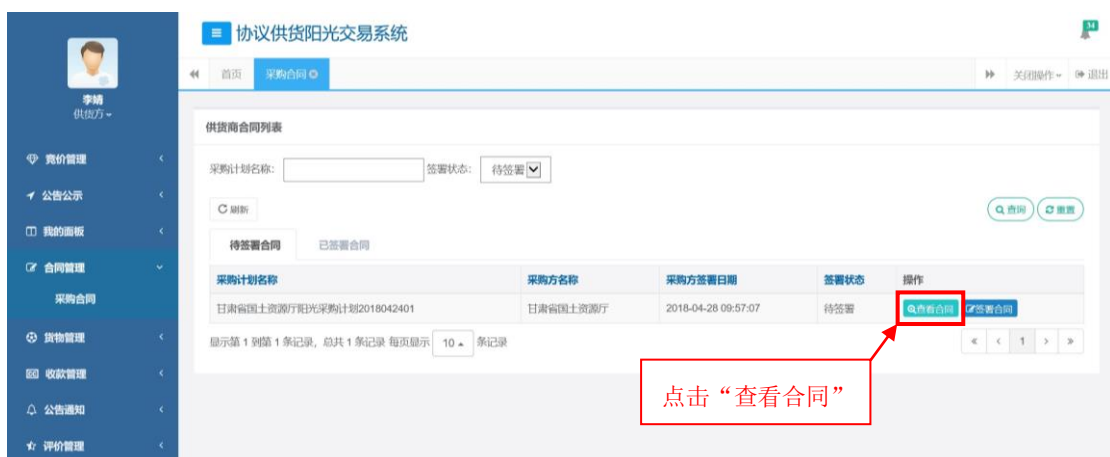 协议供货阳光交易系统
34
首页 采购合同 关闭操作 退出
李婧
供货方
竞价管理
公告公示
我的面板
合同管理
采购合同
货物管理
收款管理
公告通知
评价管理
供货商合同列表
采购计划名称: 签署状态: 待签署
刷新 查询 重置
待签署合同 已签署合同
采购计划名称 采购方名称 采购方签署日期 签署状态 操作
甘肃省国土资源厅阳光采购计划2018042401 甘肃省国土资源厅 2018-04-28 09:57:07 待签署 查看合同 签署合同
显示第 1 到第 1 条记录，总共 1 条记录 每页显示 10 条记录 « ‹ 1 › »
点击“查看合同”